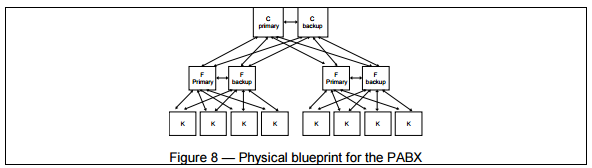 C C
primary backup
F F F F
Primary backup Primary backup
K K K K K K K K
Figure 8 — Physical blueprint for the PABX